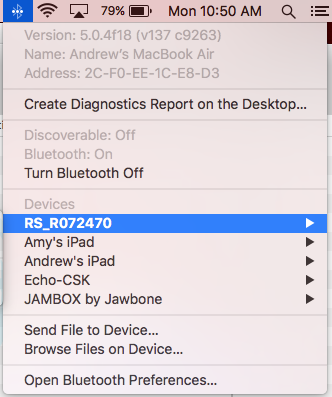 79% Mon 10:50 AM
Version: 5.0.4f18 (v137 c9263)
Name: Andrew's MacBook Air
Address: 2C-F0-EE-1C-E8-D3
Create Diagnostics Report on the Desktop...
Discoverable: Off
Bluetooth: On
Turn Bluetooth Off
Devices
RS_R072470
Amy's iPad
Andrew's iPad
Echo-CSK
JAMBOX by Jawbone
Send File to Device...
Browse Files on Device...
Open Bluetooth Preferences...